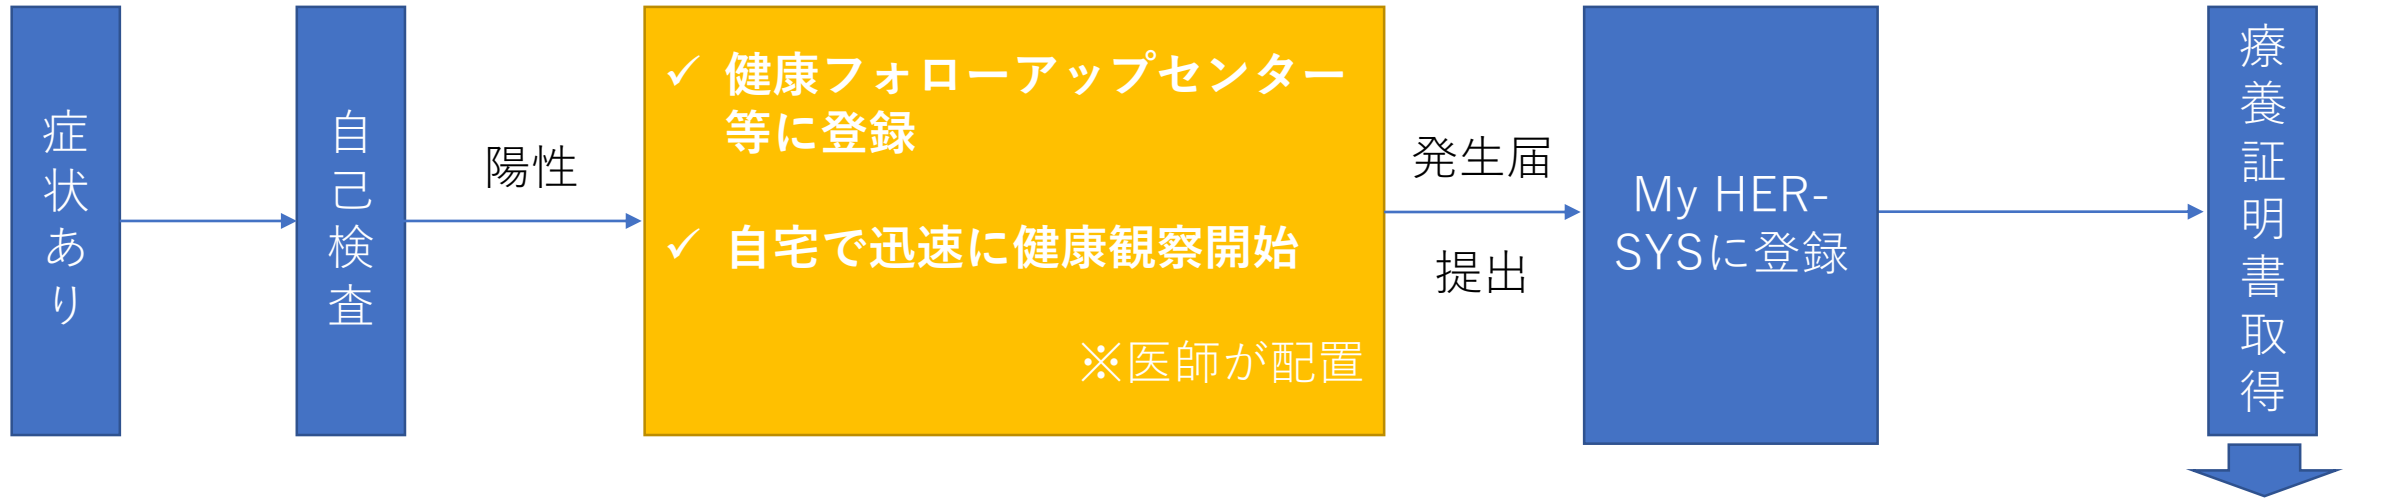 症状あり
自己検査
陽性
✓ 健康フォローアップセンター
等に登録
✓ 自宅で迅速に健康観察開始
※医師が配置
発生届
提出
My HER-
SYSに登録
療養証明書取得